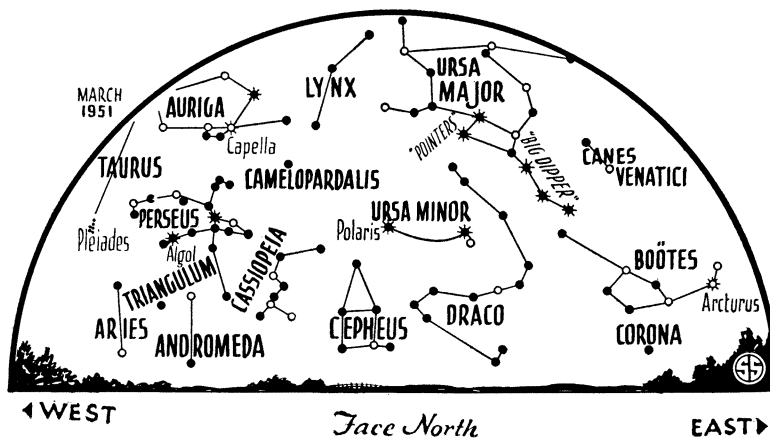 MARCH
1951
AURIGA
Capella
LYNX
URSA
MAJOR
"POINTERS"
"BIG DIPPER"
CANES
VENATICI
TAURUS
CAMELOPARDALIS
Pleiades
PERSEUS
Algol
Polaris
URSA MINOR
TRIANGULUM
CASSIOPEIA
BOÖTES
Arcturus
ARIES
ANDROMEDA
CEPHEUS
DRACO
CORONA
SS
WEST
Face North
EAST